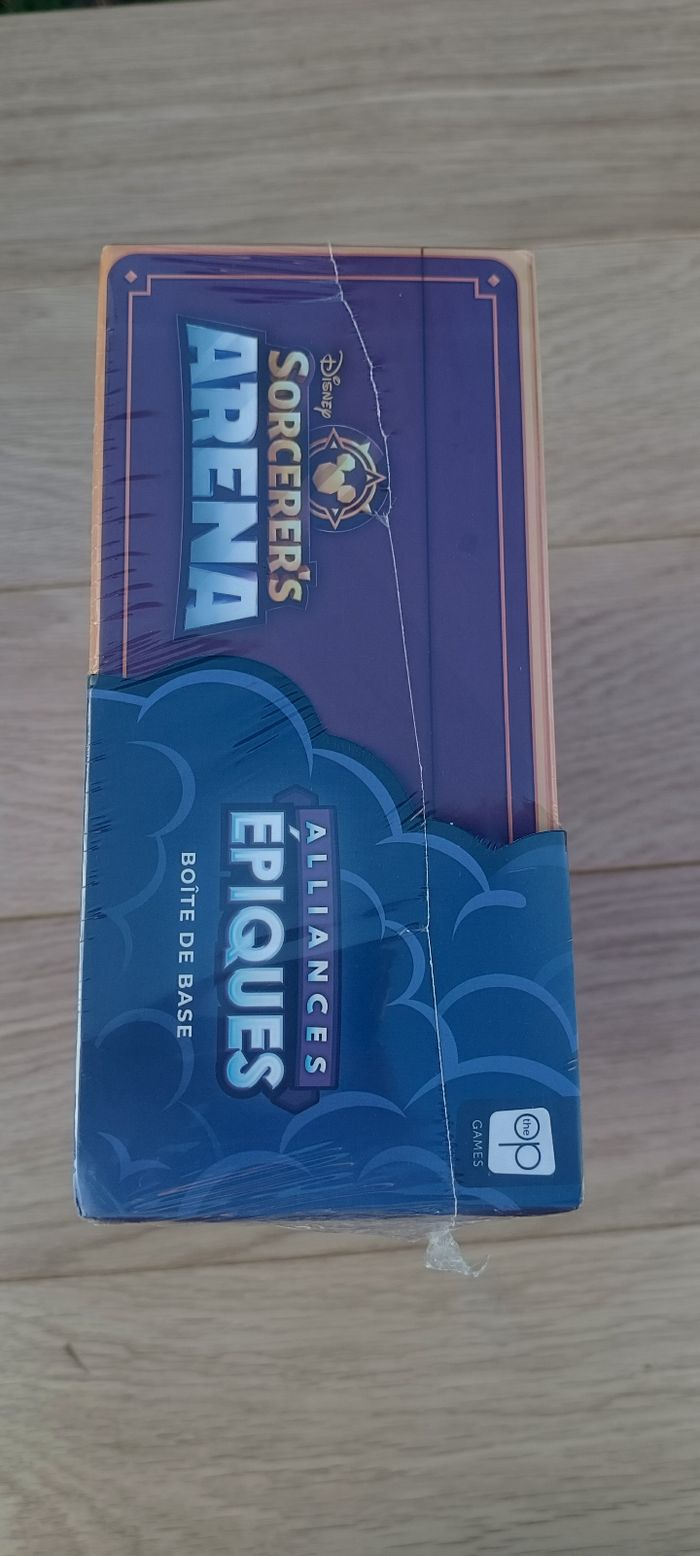 DISNEY
SORCERER'S
ARENA
ALLIANCES
ÉPIQUES
BOÎTE DE BASE
the op
GAMES